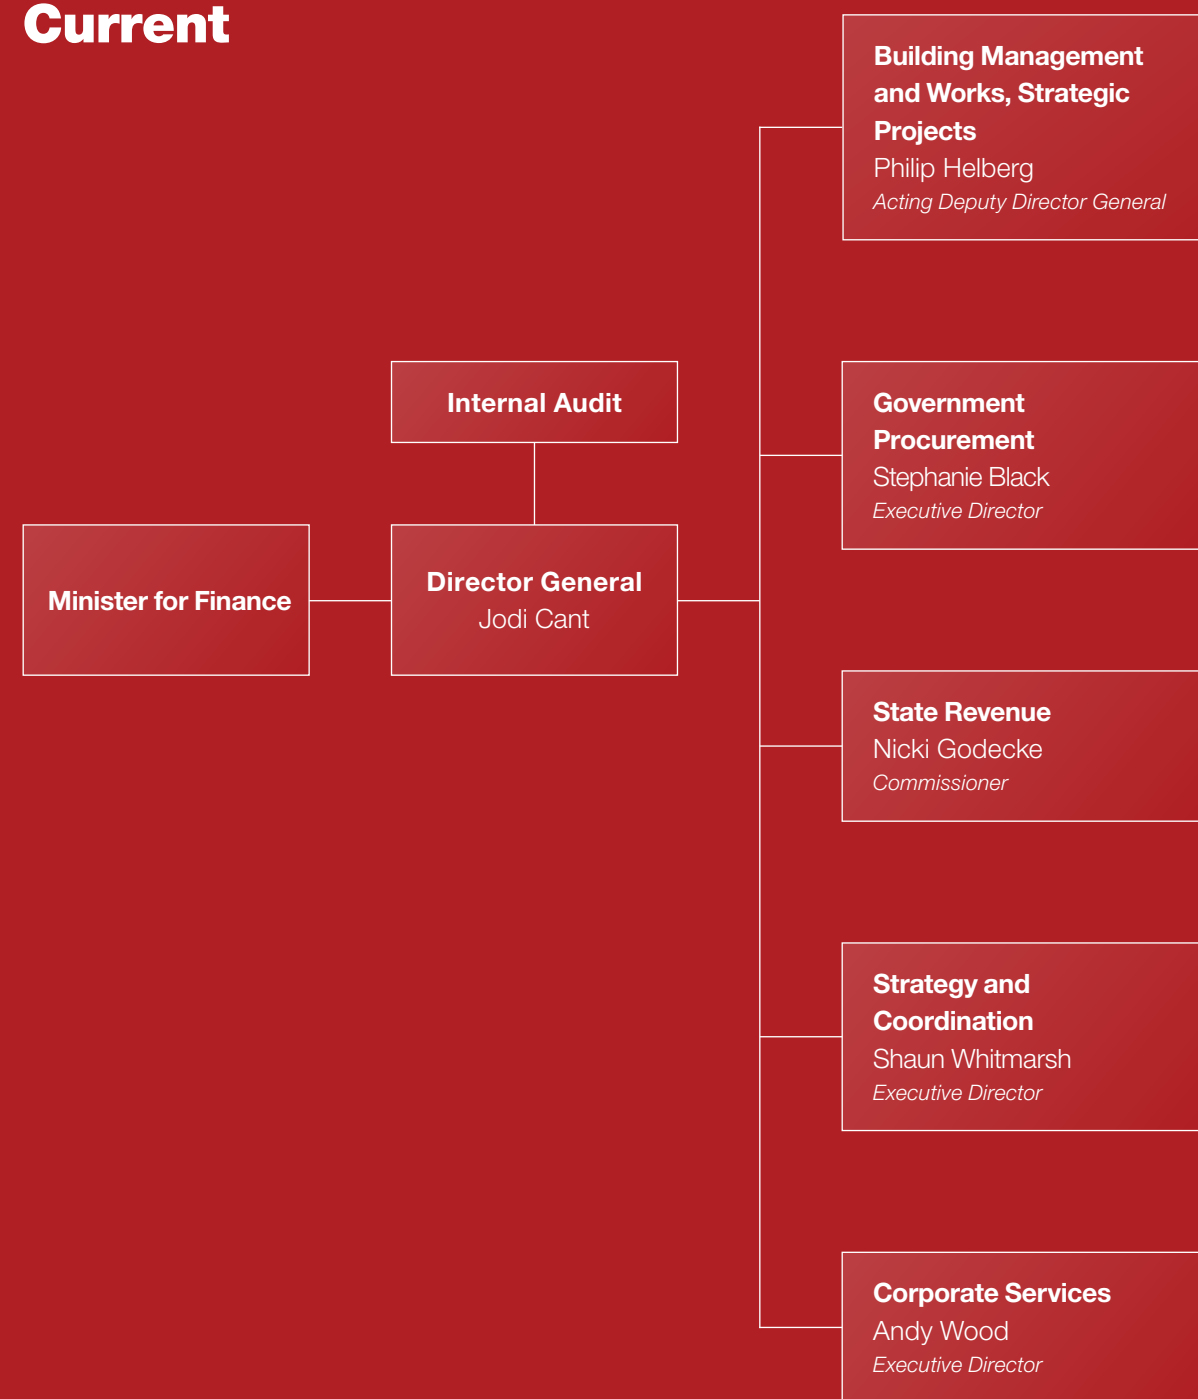 Current
Building Management
and Works, Strategic
Projects
Philip Helberg
Acting Deputy Director General
Internal Audit
Government
Procurement
Stephanie Black
Executive Director
Minister for Finance
Director General
Jodi Cant
State Revenue
Nicki Godecke
Commissioner
Strategy and
Coordination
Shaun Whitmarsh
Executive Director
Corporate Services
Andy Wood
Executive Director